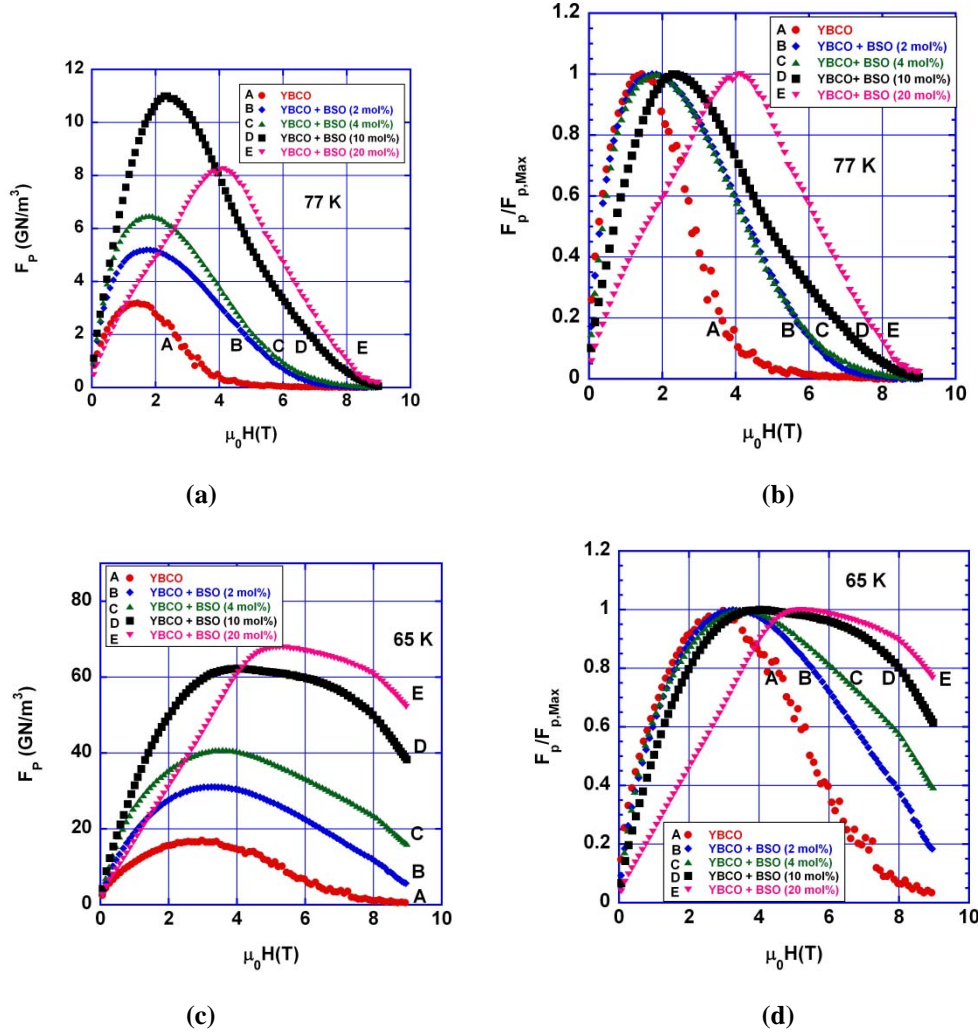 12
10
8
6
4
2
0
F_P (GN/m³)
A YBCO
B YBCO + BSO (2 mol%)
C YBCO + BSO (4 mol%)
D YBCO + BSO (10 mol%)
E YBCO + BSO (20 mol%)
77 K
A B C D E
0 2 4 6 8 10
μ₀H(T)
(a)
1.2
1
0.8
0.6
0.4
0.2
0
F_p/F_p,Max
A YBCO
B YBCO + BSO (2 mol%)
C YBCO+ BSO (4 mol%)
D YBCO+ BSO (10 mol%)
E YBCO+ BSO (20 mol%)
77 K
A B C D E
0 2 4 6 8 10
μ₀H(T)
(b)
80
60
40
20
0
F_P (GN/m³)
A YBCO
B YBCO + BSO (2 mol%)
C YBCO + BSO (4 mol%)
D YBCO + BSO (10 mol%)
E YBCO + BSO (20 mol%)
65 K
E
D
C
B
A
0 2 4 6 8 10
μ₀H(T)
(c)
1.2
1
0.8
0.6
0.4
0.2
0
F_p/F_p,Max
65 K
A B C D E
A YBCO
B YBCO + BSO (2 mol%)
C YBCO + BSO (4 mol%)
D YBCO + BSO (10 mol%)
E YBCO + BSO (20 mol%)
0 2 4 6 8 10
μ₀H(T)
(d)